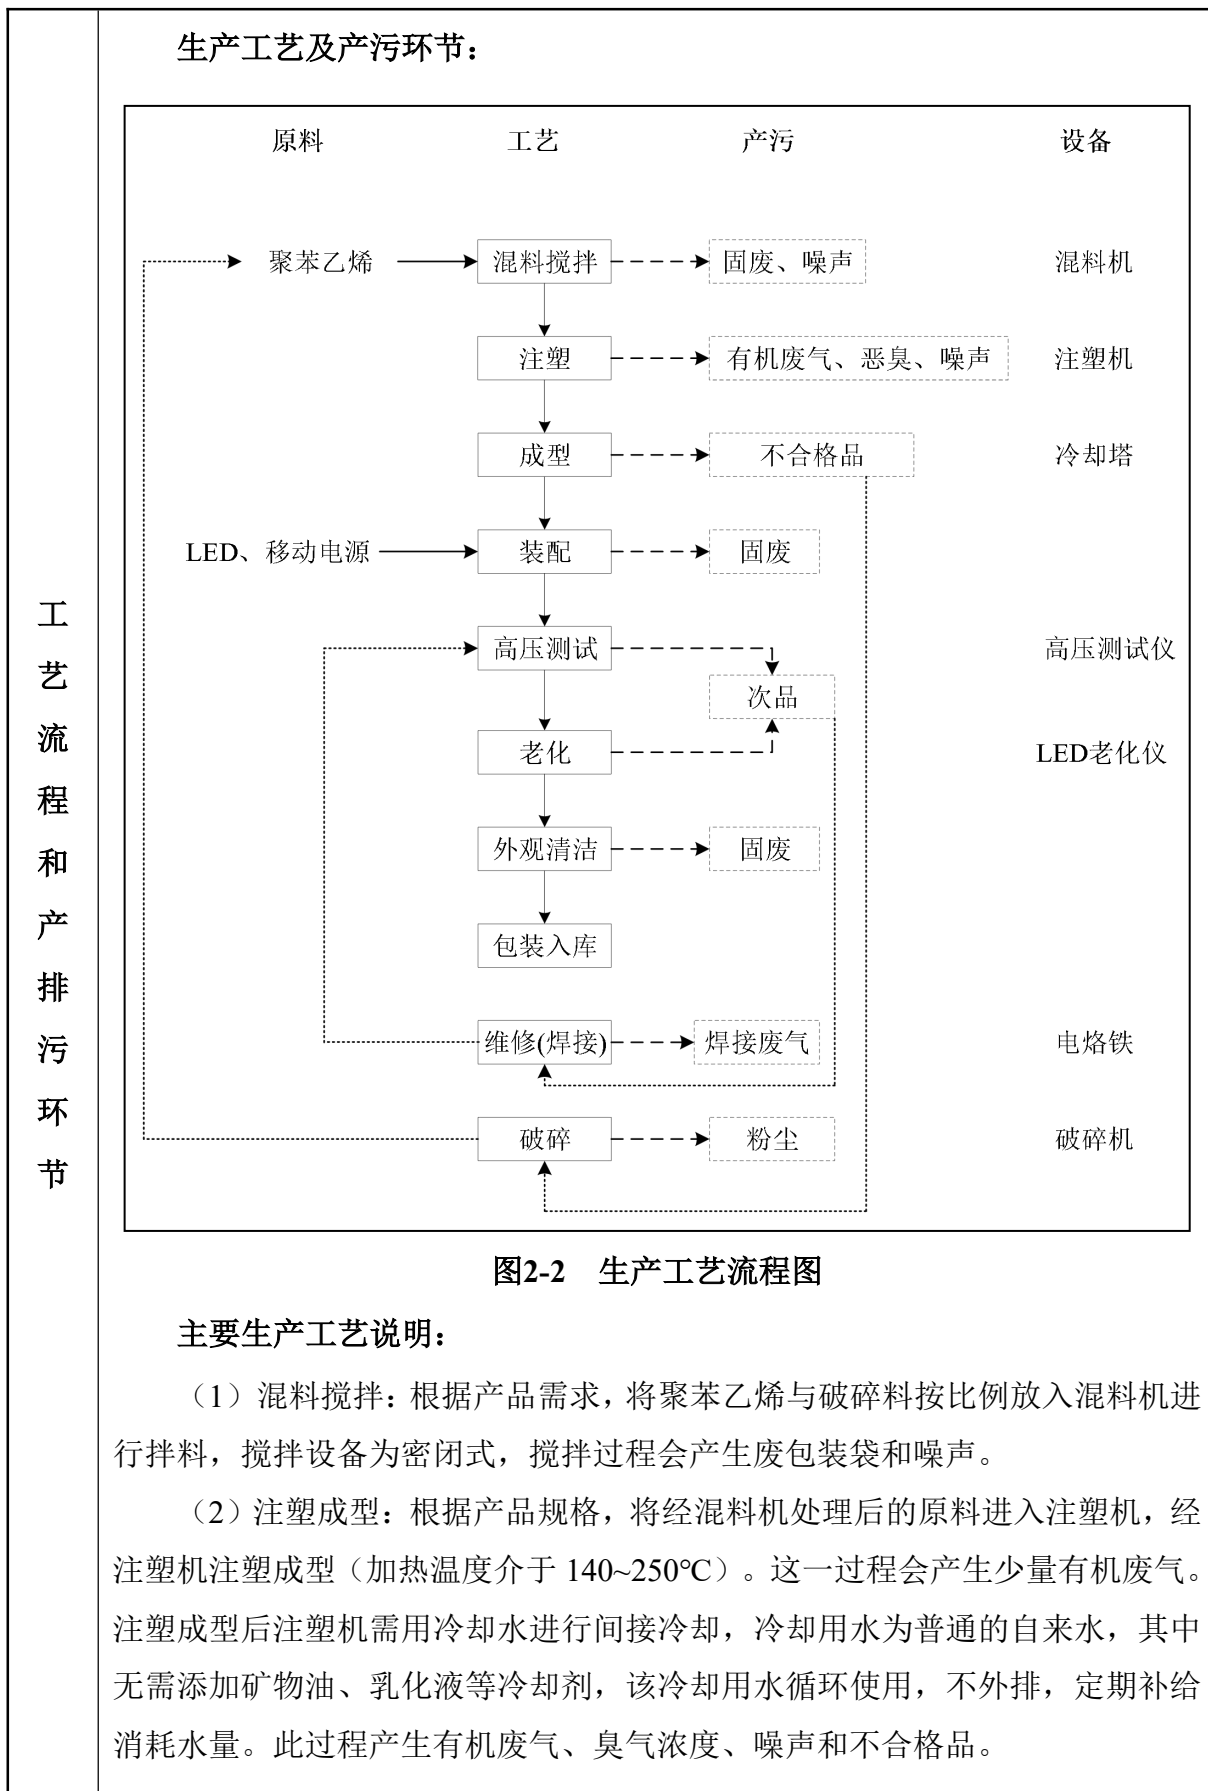 生产工艺及产污环节：
原料 工艺 产污 设备
聚苯乙烯 混料搅拌 固废、噪声 混料机
注塑 有机废气、恶臭、噪声 注塑机
成型 不合格品 冷却塔
LED、移动电源 装配 固废
高压测试 高压测试仪
次品
老化 LED老化仪
外观清洁 固废
包装入库
维修(焊接) 焊接废气 电烙铁
破碎 粉尘 破碎机
工
艺
流
程
和
产
排
污
环
节
图2-2 生产工艺流程图
主要生产工艺说明：
（1）混料搅拌：根据产品需求，将聚苯乙烯与破碎料按比例放入混料机进
行拌料，搅拌设备为密闭式，搅拌过程会产生废包装袋和噪声。
（2）注塑成型：根据产品规格，将经混料机处理后的原料进入注塑机，经
注塑机注塑成型（加热温度介于 140~250℃）。这一过程会产生少量有机废气。
注塑成型后注塑机需用冷却水进行间接冷却，冷却用水为普通的自来水，其中
无需添加矿物油、乳化液等冷却剂，该冷却用水循环使用，不外排，定期补给
消耗水量。此过程产生有机废气、臭气浓度、噪声和不合格品。